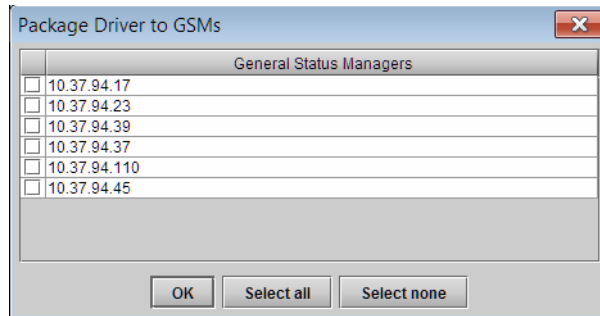 Package Driver to GSMs
General Status Managers
10.37.94.17
10.37.94.23
10.37.94.39
10.37.94.37
10.37.94.110
10.37.94.45
OK Select all Select none